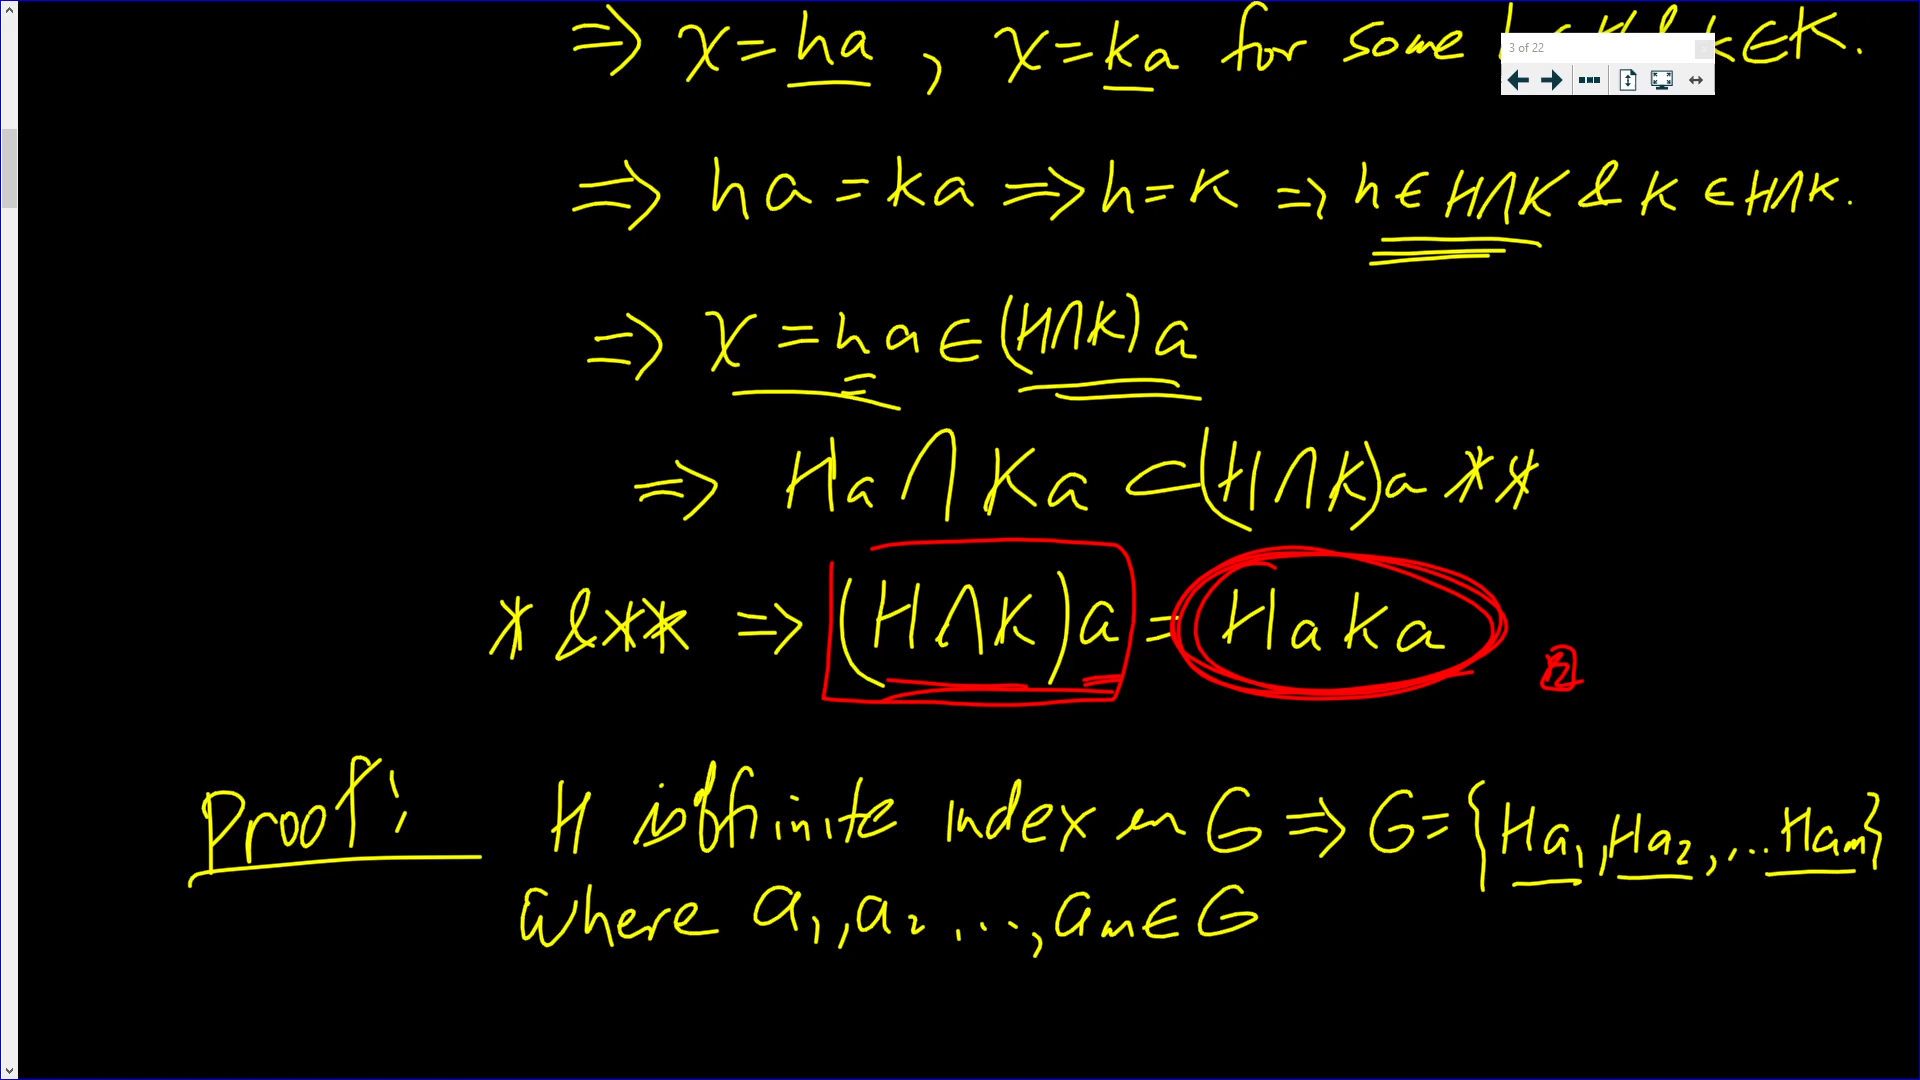 ⇒ x = ha , x = ka for some k∈K.
3 of 22
⇒ ha = ka ⇒ h = k ⇒ h ∈ H∩K & k ∈ H∩K.
⇒ x = ha ∈ (H∩K)a
⇒ Ha ∩ Ka ⊂ (H∩K)a **
* & ** ⇒ (H∩K)a = Ha Ka
Proof: H is of finite index in G ⇒ G = {Ha₁, Ha₂, ... Haₘ}
Where a₁, a₂ ..., aₘ ∈ G